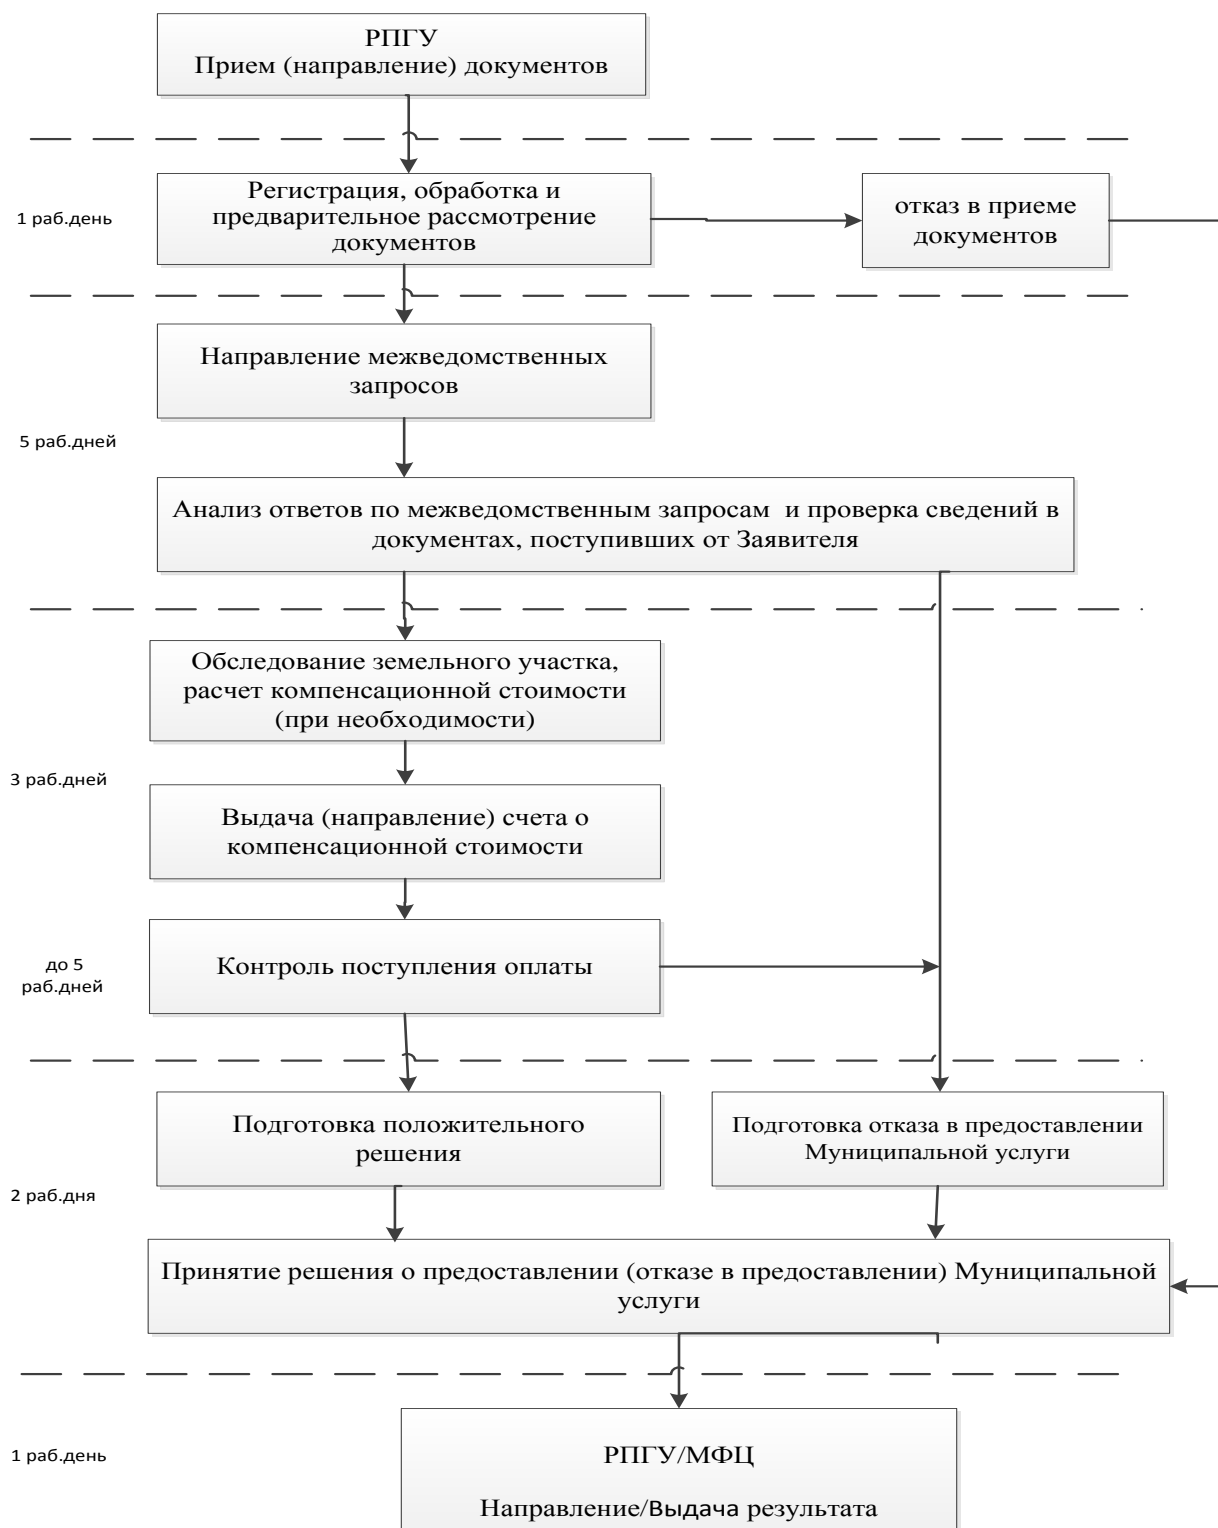 РПГУ
Прием (направление) документов
1 раб.день
Регистрация, обработка и
предварительное рассмотрение
документов
отказ в приеме
документов
Направление межведомственных
запросов
5 раб.дней
Анализ ответов по межведомственным запросам и проверка сведений в
документах, поступивших от Заявителя
Обследование земельного участка,
расчет компенсационной стоимости
(при необходимости)
3 раб.дней
Выдача (направление) счета о
компенсационной стоимости
до 5
раб.дней
Контроль поступления оплаты
Подготовка положительного
решения
Подготовка отказа в предоставлении
Муниципальной услуги
2 раб.дня
Принятие решения о предоставлении (отказе в предоставлении) Муниципальной
услуги
1 раб.день
РПГУ/МФЦ
Направление/Выдача результата